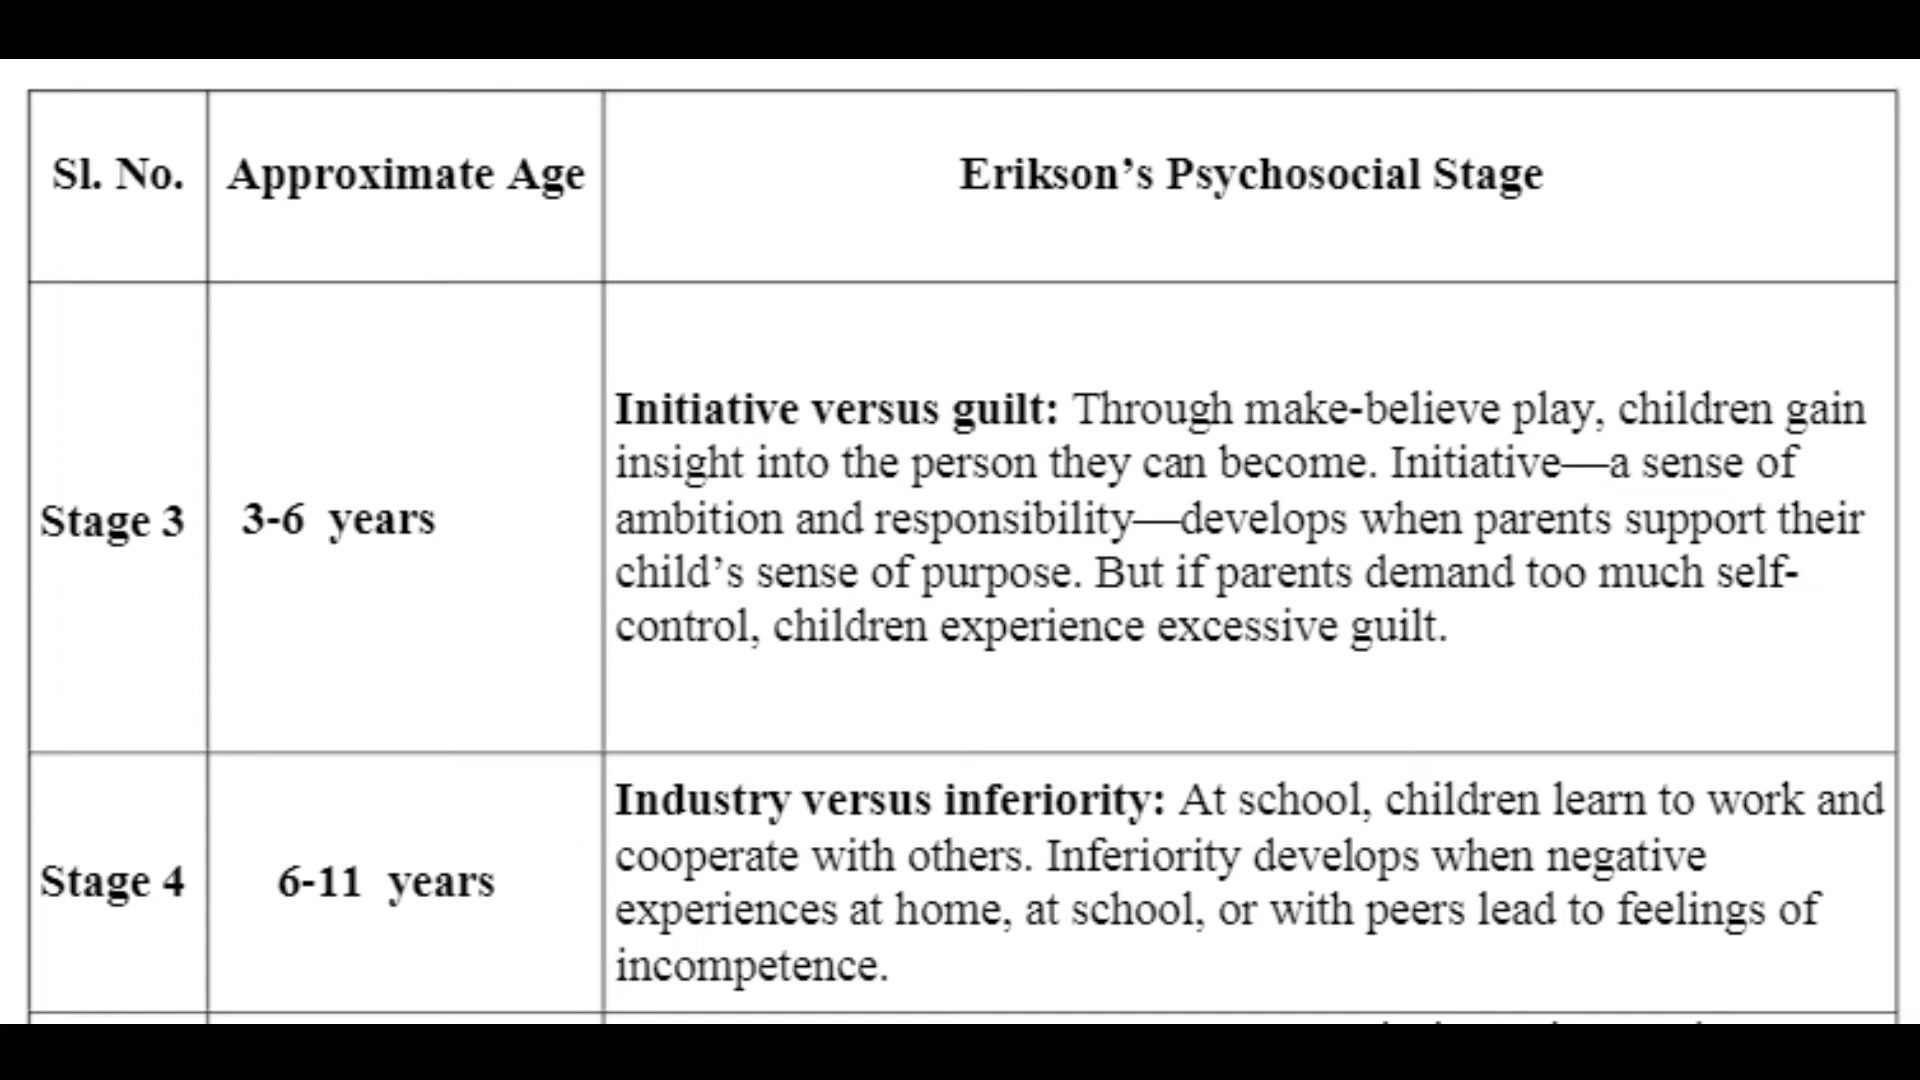 Sl. No. Approximate Age Erikson’s Psychosocial Stage
Initiative versus guilt: Through make-believe play, children gain
insight into the person they can become. Initiative—a sense of
Stage 3 3-6 years ambition and responsibility—develops when parents support their
child’s sense of purpose. But if parents demand too much self-
control, children experience excessive guilt.
Industry versus inferiority: At school, children learn to work and
cooperate with others. Inferiority develops when negative
Stage 4 6-11 years experiences at home, at school, or with peers lead to feelings of
incompetence.